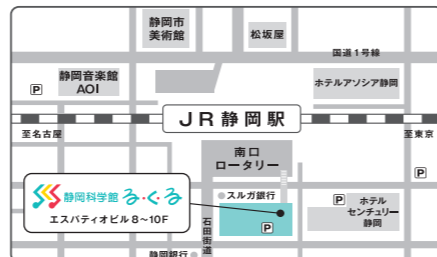 静岡市
美術館
松坂屋
国道1号線
静岡音楽館
AOI
P
ホテルアソシア静岡
JR静岡駅
至名古屋
至東京
南口
ロータリー
P
静岡科学館 る・く・る
エスパティオビル8〜10F
スルガ銀行
P
P
ホテル
センチュリー
静岡
石田街道
静岡銀行